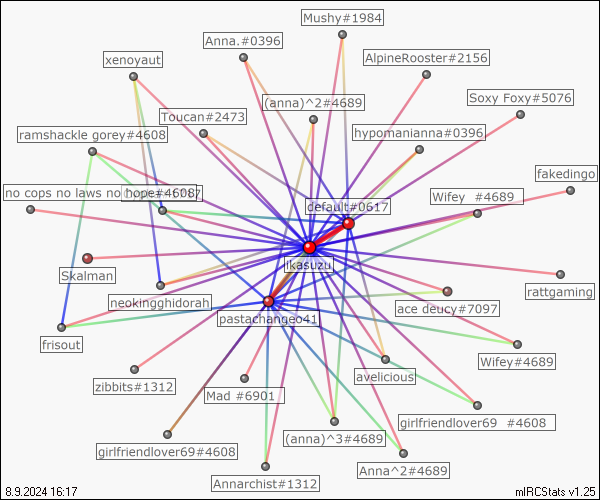 Mushy#1984
Anna.#0396
xenoyaut
AlpineRooster#2156
(anna)^2#4689
Soxy Foxy#5076
Toucan#2473
ramshackle gorey#4608
hypomanianna#0396
fakedingo
no cops no laws no hope#4608
Wifey  #4689
default#0617
ikasuzu
Skalman
rattgaming
neokingghidorah
ace deucy#7097
pastachangeo41
frisout
Wifey#4689
avelicious
zibbits#1312
Mad #6901
girlfriendlover69  #4608
(anna)^3#4689
girlfriendlover69#4608
Anna^2#4689
Annarchist#1312
8.9.2024 16:17
mIRCStats v1.25